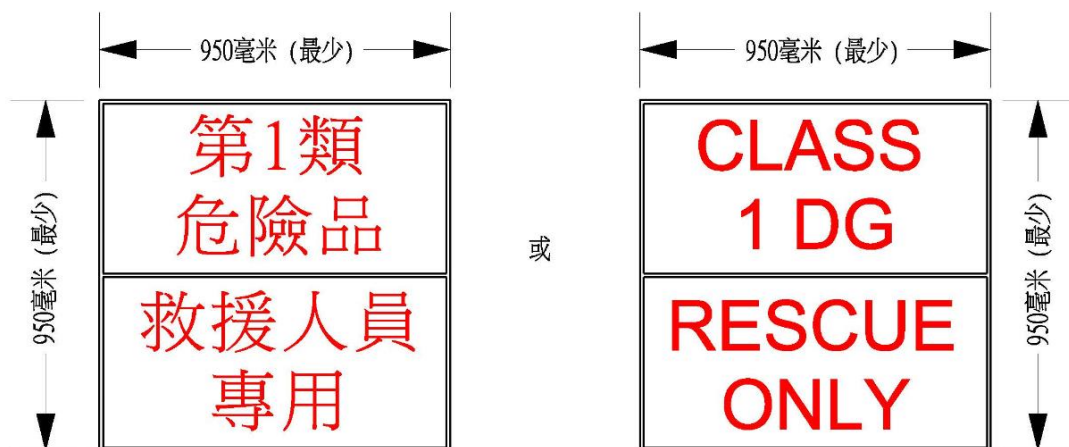 950毫米 (最少)
950毫米 (最少)
950毫米 (最少)
第1類
危險品
救援人員
專用
或
CLASS
1 DG
RESCUE
ONLY
950毫米 (最少)